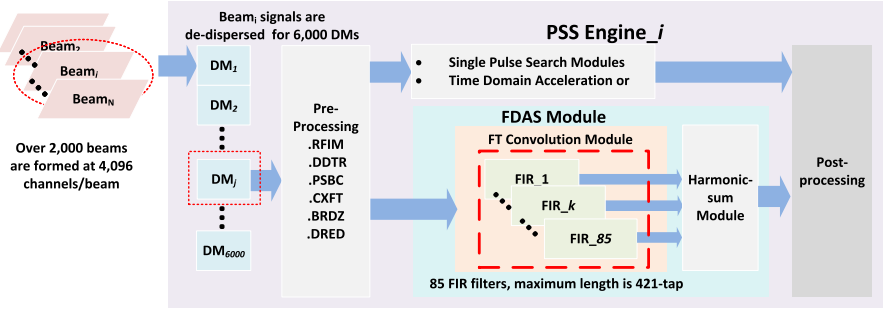 Beam2
Beami
BeamN
Over 2,000 beams
are formed at 4,096
channels/beam
Beami signals are
de-dispersed for 6,000 DMs
DM1
DM2
DMj
DM6000
Pre-
Processing
.RFIM
.DDTR
.PSBC
.CXFT
.BRDZ
.DRED
PSS Engine_i
• Single Pulse Search Modules
• Time Domain Acceleration or
FDAS Module
FT Convolution Module
FIR_1
FIR_k
FIR_85
85 FIR filters, maximum length is 421-tap
Harmonic-
sum
Module
Post-
processing